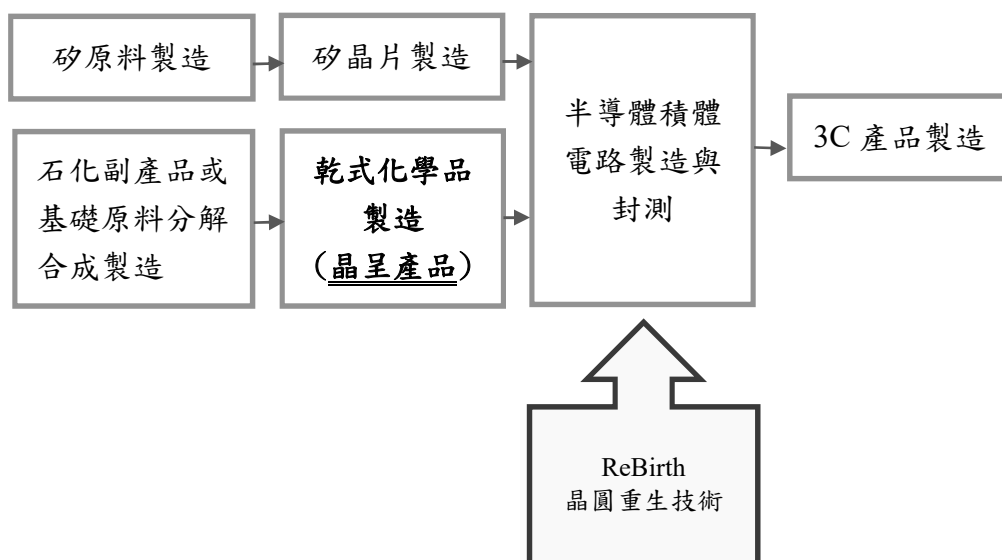 矽原料製造
矽晶片製造
石化副產品或
基礎原料分解
合成製造
乾式化學品
製造
（晶呈產品）
半導體積體
電路製造與
封測
3C 產品製造
ReBirth
晶圓重生技術